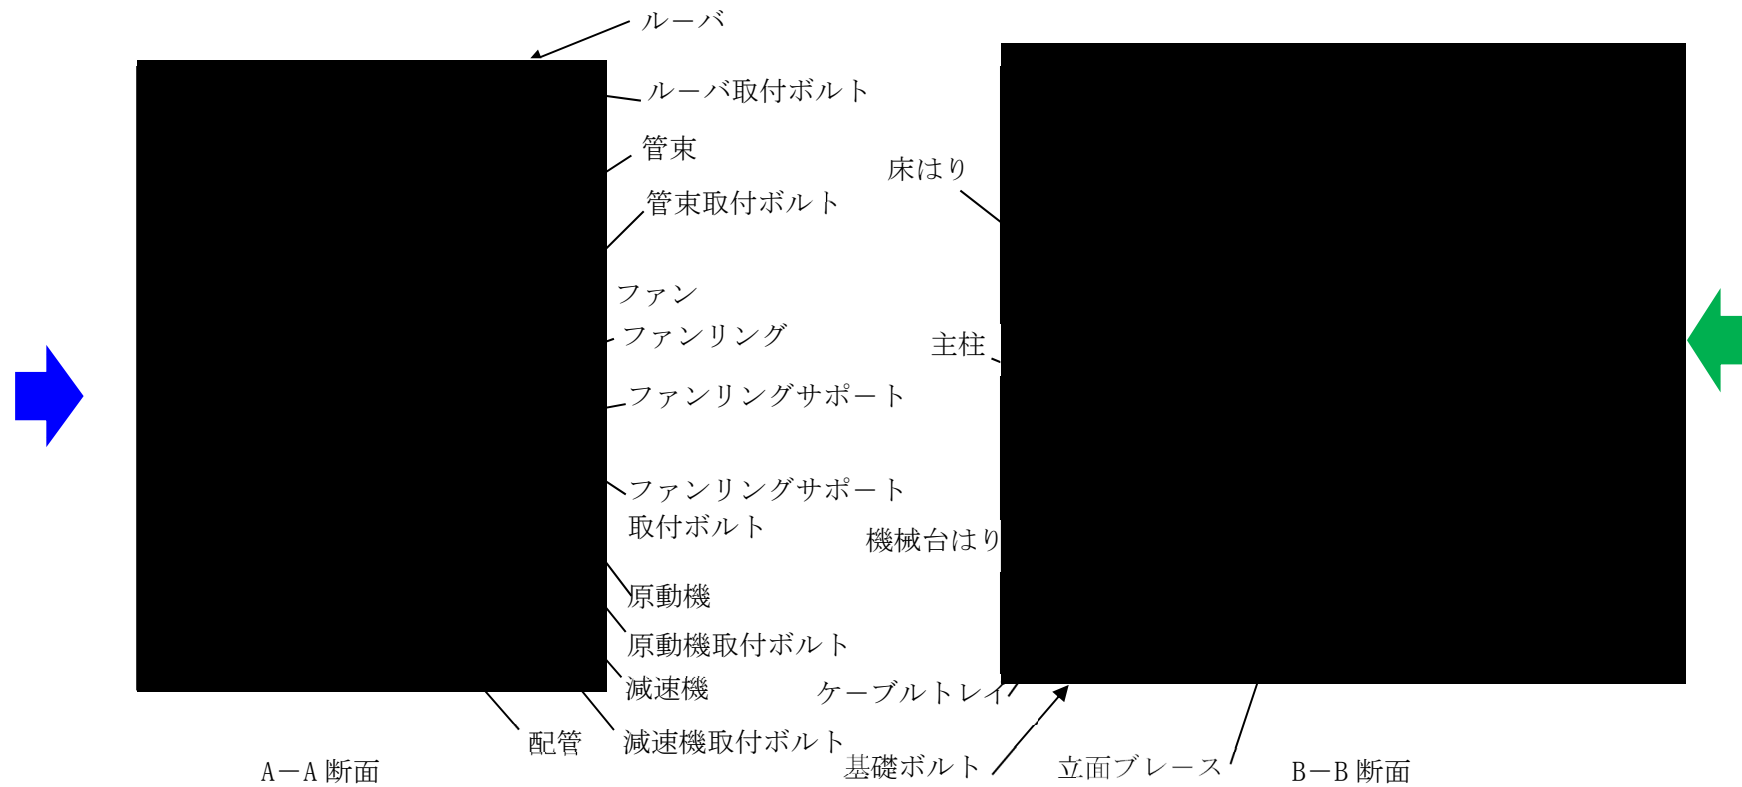 ルーバ
ルーバ取付ボルト
管束
管束取付ボルト
ファン
ファンリング
ファンリングサポート
ファンリングサポート
取付ボルト
原動機
原動機取付ボルト
減速機
減速機取付ボルト
配管
A－A 断面
床はり
主柱
機械台はり
ケーブルトレイ
基礎ボルト
立面ブレース
B－B 断面